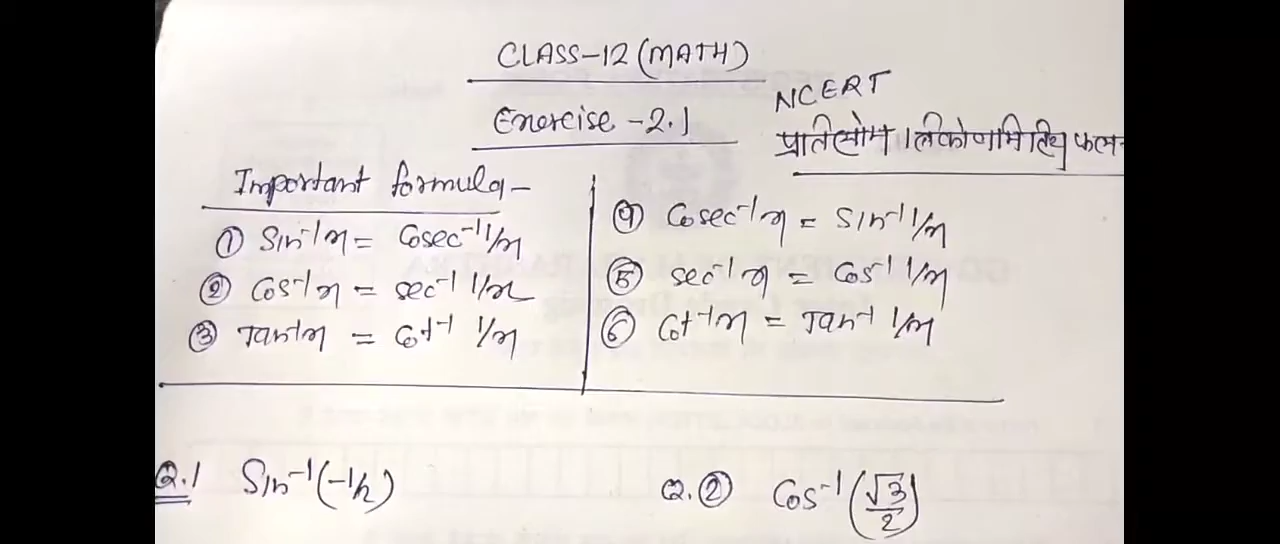 CLASS-12 (MATH)
Exercise - 2.1
NCERT
प्रतिलोम त्रिकोणमितिय फलन
Important formula -
① Sin⁻¹x = Cosec⁻¹ 1/x
② Cos⁻¹x = sec⁻¹ 1/x
③ Tan⁻¹x = Cot⁻¹ 1/x
④ Cosec⁻¹x = Sin⁻¹ 1/x
⑤ sec⁻¹x = Cos⁻¹ 1/x
⑥ Cot⁻¹x = Tan⁻¹ 1/x
Q.1 Sin⁻¹(-1/2)
Q.② Cos⁻¹(√3/2)